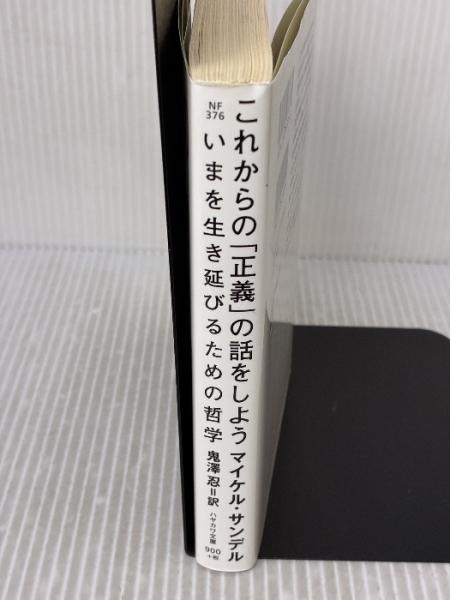 NF
376
これからの「正義」の話をしよう マイケル・サンデル
いまを生き延びるための哲学 鬼澤 忍=訳 ハヤカワ文庫
900
+税